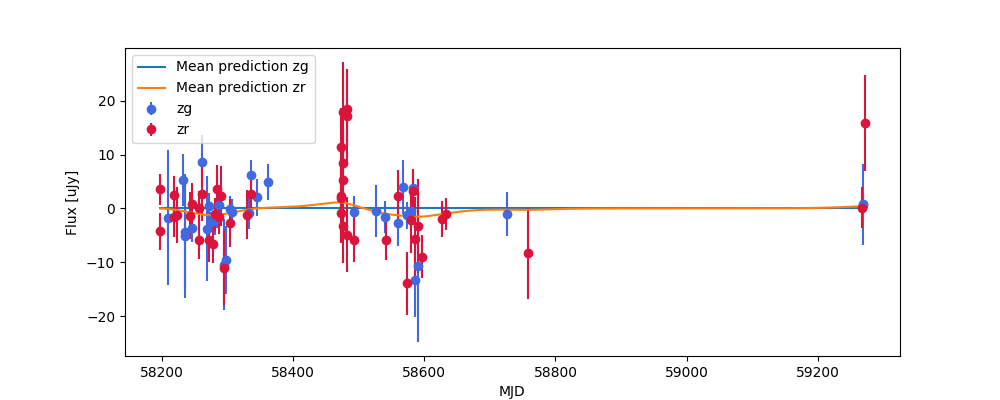 Mean prediction zg
Mean prediction zr
zg
zr
Flux [uJy]
20
10
0
−10
−20
58200
58400
58600
58800
59000
59200
MJD